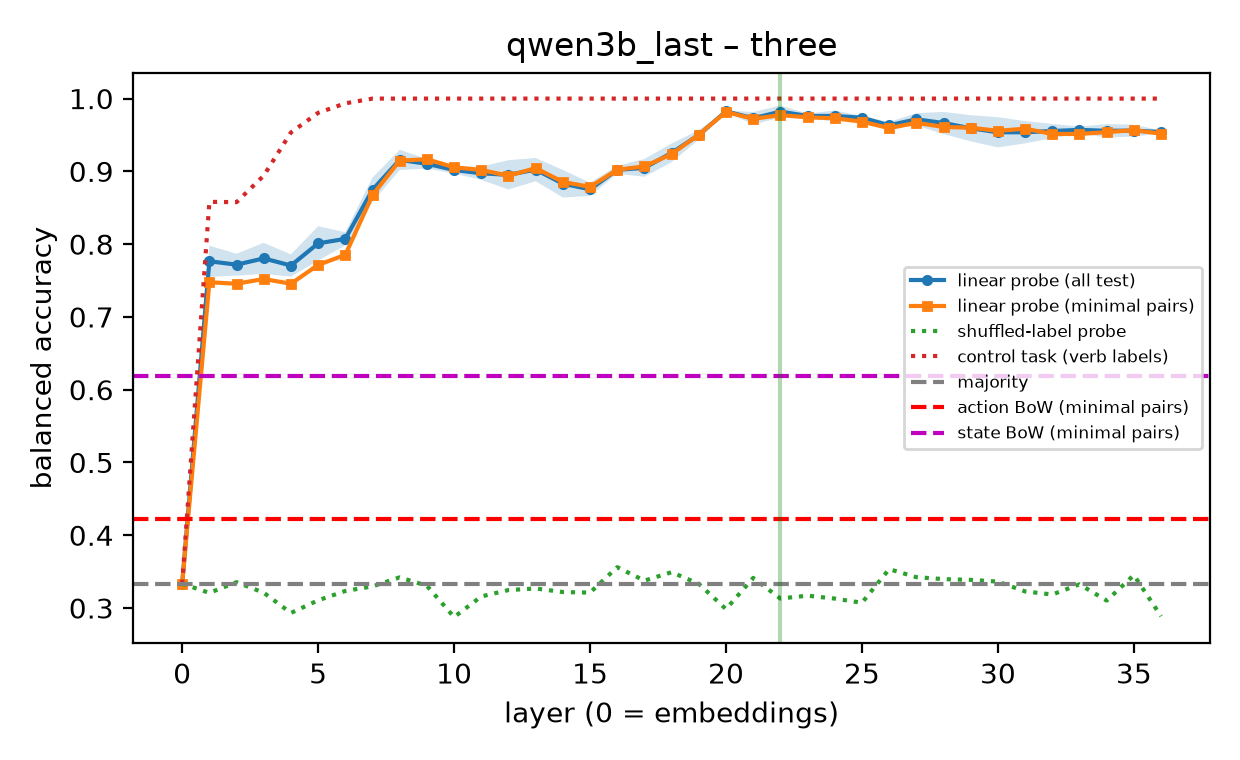 qwen3b_last – three
balanced accuracy
1.0
0.9
0.8
0.7
0.6
0.5
0.4
0.3
linear probe (all test)
linear probe (minimal pairs)
shuffled-label probe
control task (verb labels)
majority
action BoW (minimal pairs)
state BoW (minimal pairs)
0 5 10 15 20 25 30 35
layer (0 = embeddings)